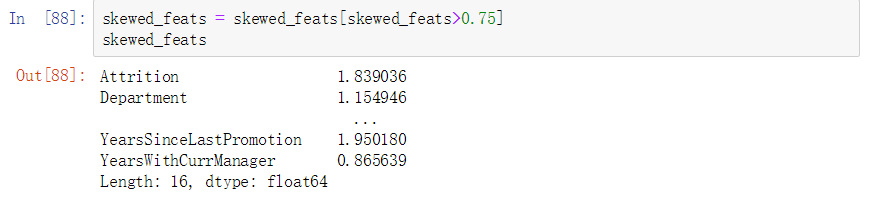 In [88]: skewed_feats = skewed_feats[skewed_feats>0.75]
skewed_feats
Out[88]: Attrition 1.839036
Department 1.154946
...
YearsSinceLastPromotion 1.950180
YearsWithCurrManager 0.865639
Length: 16, dtype: float64